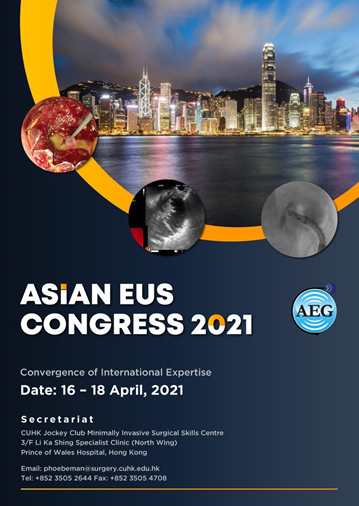 ASiAN EUS
CONGRESS 2021
AEG
Convergence of International Expertise
Date: 16 – 18 April, 2021
Secretariat
CUHK Jockey Club Minimally Invasive Surgical Skills Centre
3/F Li Ka Shing Specialist Clinic (North Wing)
Prince of Wales Hospital, Hong Kong
Email: phoebeman@surgery.cuhk.edu.hk
Tel: +852 3505 2644 Fax: +852 3505 4708